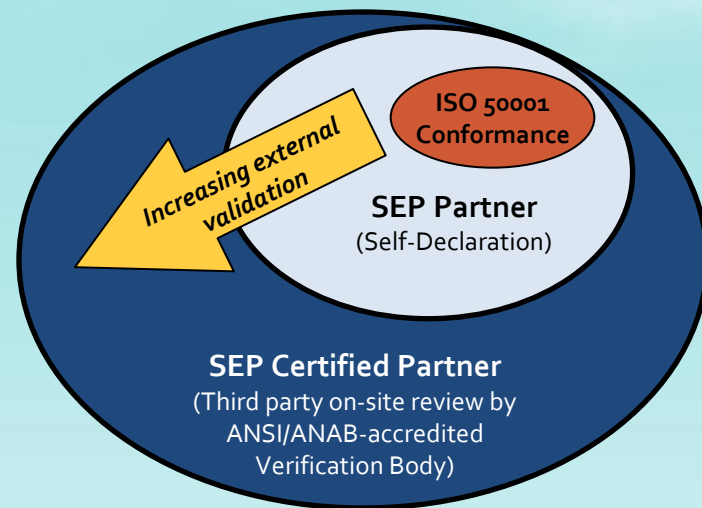 ISO 50001
Conformance
Increasing external
validation
SEP Partner
(Self-Declaration)
SEP Certified Partner
(Third party on-site review by
ANSI/ANAB-accredited
Verification Body)